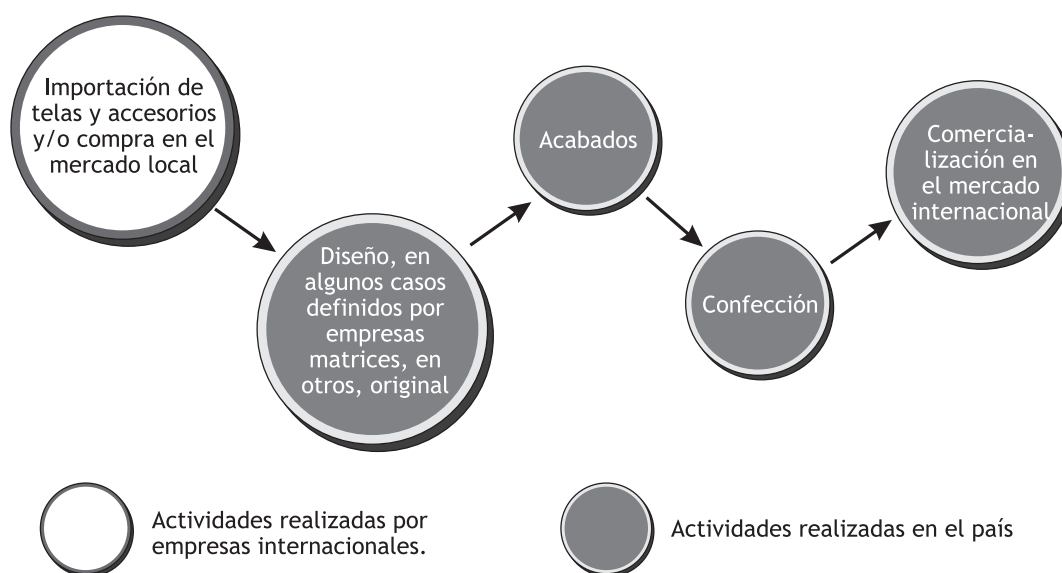 Importación de
telas y accesorios
y/o compra en el
mercado local
Diseño, en
algunos casos
definidos por
empresas
matrices, en
otros, original
Acabados
Confección
Comercia-
lización en
el mercado
internacional
Actividades realizadas por
empresas internacionales.
Actividades realizadas en el país